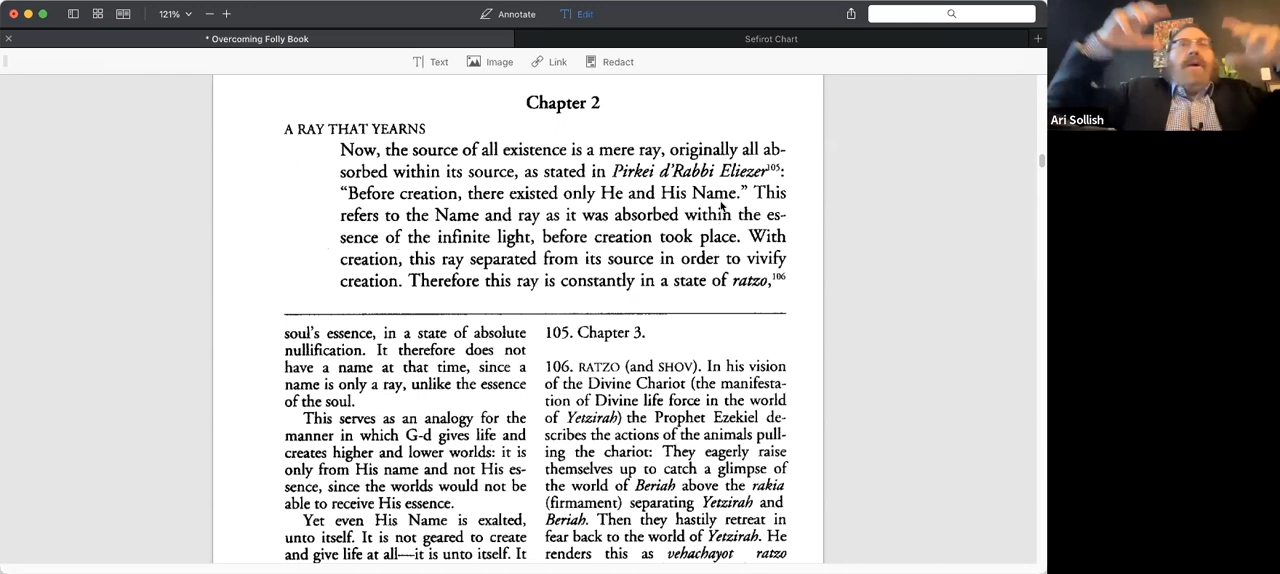 121%
Annotate
Edit
* Overcoming Folly Book
Sefirot Chart
Text
Image
Link
Redact
Ari Sollish
Chapter 2
A RAY THAT YEARNS
Now, the source of all existence is a mere ray, originally all ab-
sorbed within its source, as stated in Pirkei d'Rabbi Eliezer¹⁰⁵:
“Before creation, there existed only He and His Name.” This
refers to the Name and ray as it was absorbed within the es-
sence of the infinite light, before creation took place. With
creation, this ray separated from its source in order to vivify
creation. Therefore this ray is constantly in a state of ratzo,¹⁰⁶
soul's essence, in a state of absolute
nullification. It therefore does not
have a name at that time, since a
name is only a ray, unlike the essence
of the soul.
This serves as an analogy for the
manner in which G-d gives life and
creates higher and lower worlds: it is
only from His name and not His es-
sence, since the worlds would not be
able to receive His essence.
Yet even His Name is exalted,
unto itself. It is not geared to create
and give life at all—it is unto itself. It
105. Chapter 3.
106. RATZO (and SHOV). In his vision
of the Divine Chariot (the manifesta-
tion of Divine life force in the world
of Yetzirah) the Prophet Ezekiel de-
scribes the actions of the animals pull-
ing the chariot: They eagerly raise
themselves up to catch a glimpse of
the world of Beriah above the rakia
(firmament) separating Yetzirah and
Beriah. Then they hastily retreat in
fear back to the world of Yetzirah. He
renders this as vehachayot ratzo